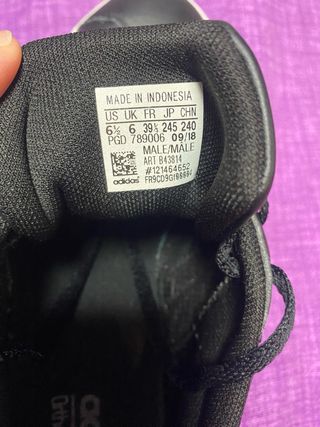 MADE IN INDONESIA
US UK FR JP CHN
6½ 6 39⅓ 245 240
PGD 789006 09/18
MALE/MALE
ART B43814
#121464652
adidas